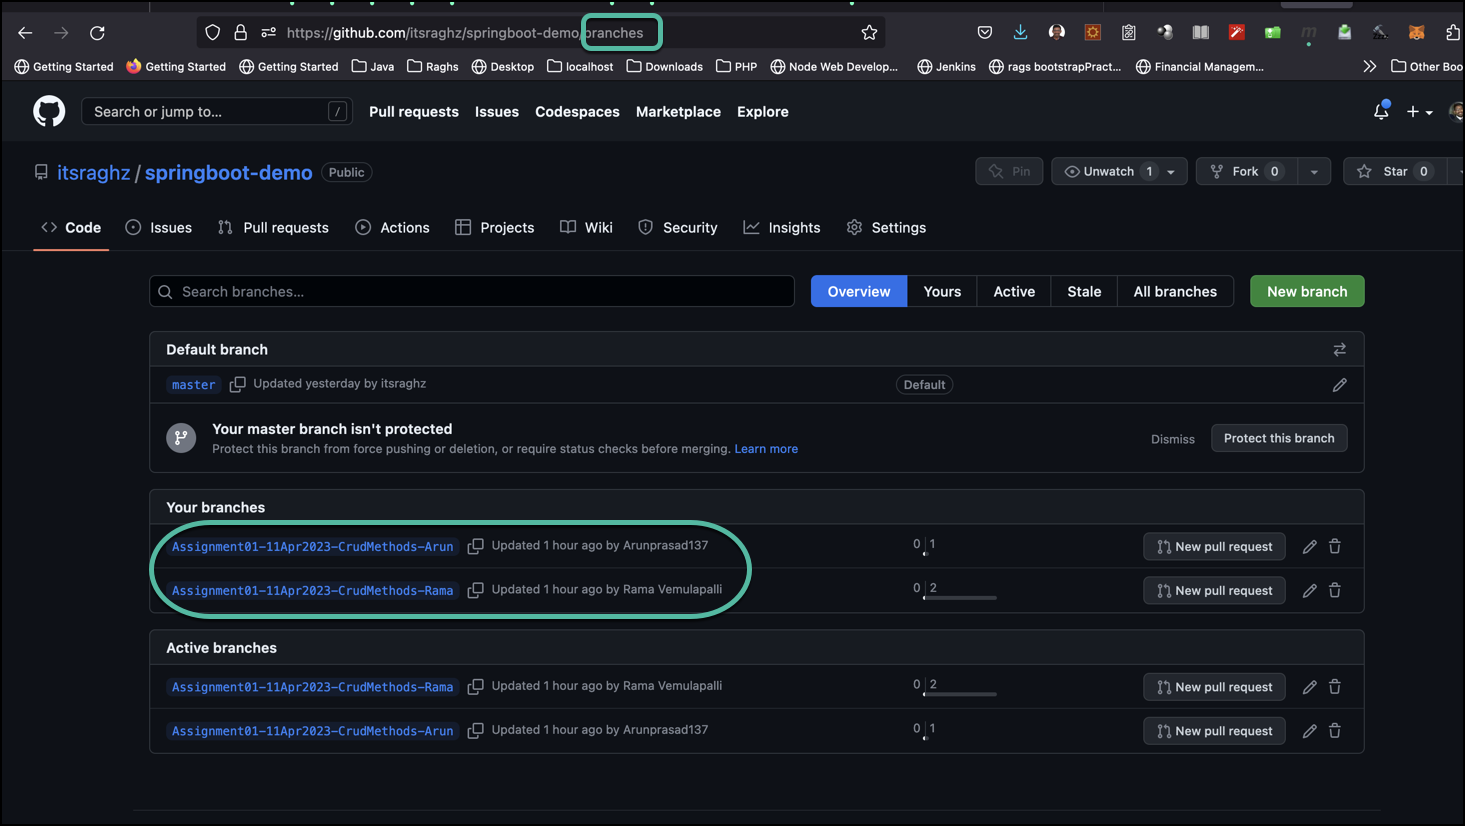 https://github.com/itsraghz/springboot-demo/branches
Getting Started Getting Started Getting Started Java Raghs Desktop localhost Downloads PHP Node Web Develop... Jenkins rags bootstrapPract... Financial Managem... Other Boo
Search or jump to... / Pull requests Issues Codespaces Marketplace Explore
itsraghz / springboot-demo Public Pin Unwatch 1 Fork 0 Star 0
Code Issues Pull requests Actions Projects Wiki Security Insights Settings
Search branches... Overview Yours Active Stale All branches New branch
Default branch
master Updated yesterday by itsraghz Default
Your master branch isn't protected
Protect this branch from force pushing or deletion, or require status checks before merging. Learn more
Dismiss Protect this branch
Your branches
Assignment01-11Apr2023-CrudMethods-Arun Updated 1 hour ago by Arunprasad137 0 1 New pull request
Assignment01-11Apr2023-CrudMethods-Rama Updated 1 hour ago by Rama Vemulapalli 0 2 New pull request
Active branches
Assignment01-11Apr2023-CrudMethods-Rama Updated 1 hour ago by Rama Vemulapalli 0 2 New pull request
Assignment01-11Apr2023-CrudMethods-Arun Updated 1 hour ago by Arunprasad137 0 1 New pull request